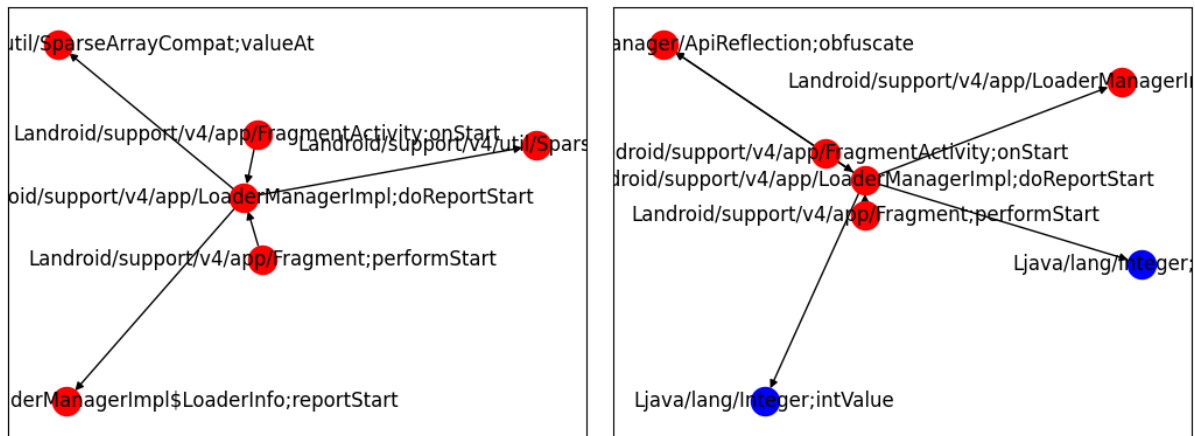 util/SparseArrayCompat;valueAt
Landroid/support/v4/app/FragmentActivity;onStart
Landroid/support/v4/util/Spars
oid/support/v4/app/LoaderManagerImpl;doReportStart
Landroid/support/v4/app/Fragment;performStart
derManagerImpl$LoaderInfo;reportStart
anager/ApiReflection;obfuscate
Landroid/support/v4/app/LoaderManagerI
droid/support/v4/app/FragmentActivity;onStart
droid/support/v4/app/LoaderManagerImpl;doReportStart
Landroid/support/v4/app/Fragment;performStart
Ljava/lang/Integer;
Ljava/lang/Integer;intValue